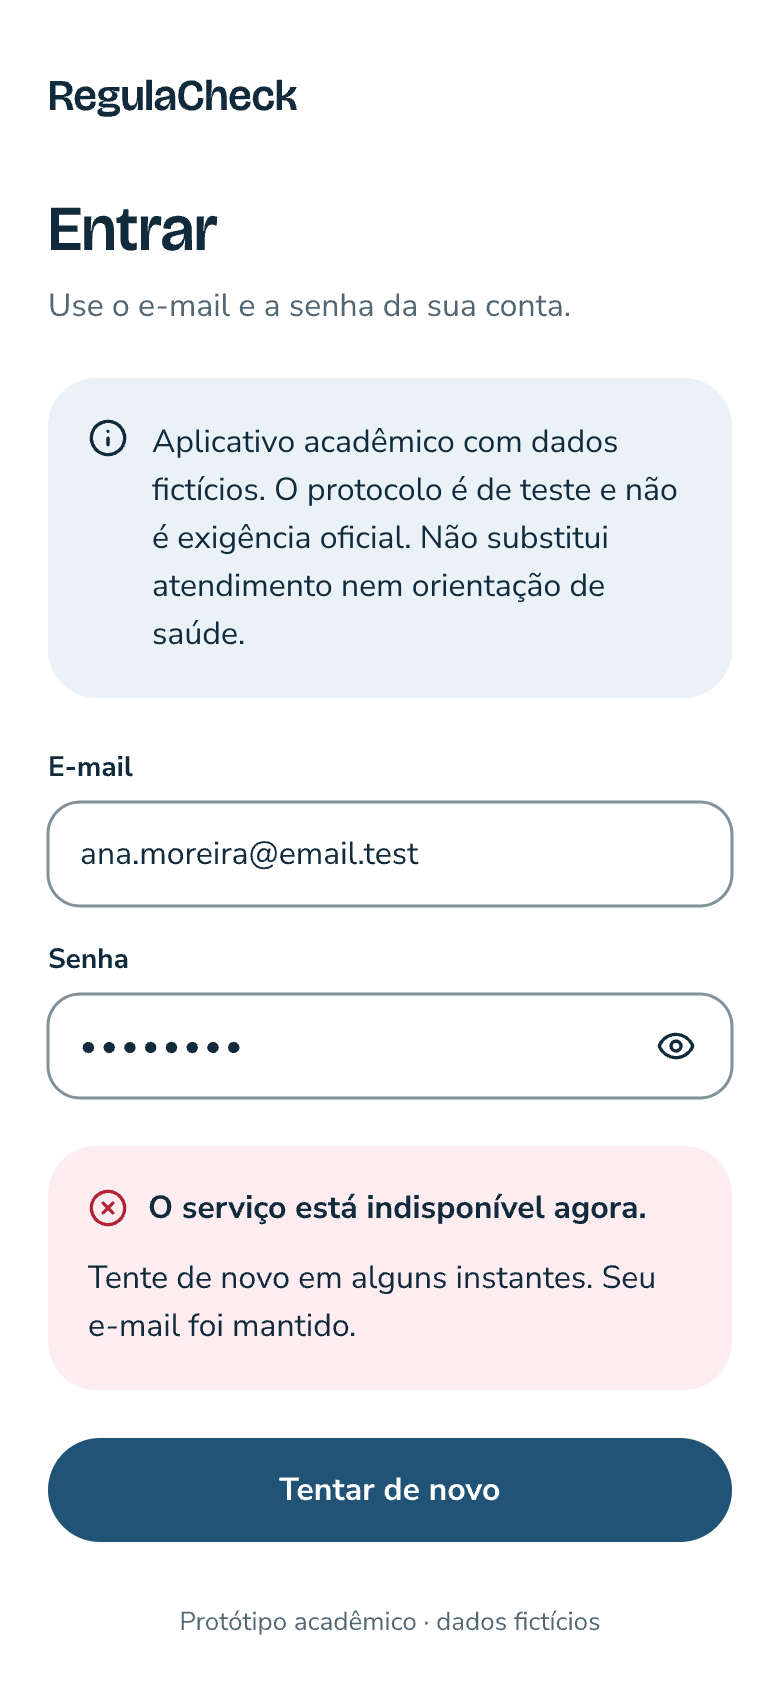 RegulaCheck
Entrar
Use o e-mail e a senha da sua conta.
Aplicativo acadêmico com dados
fictícios. O protocolo é de teste e não
é exigência oficial. Não substitui
atendimento nem orientação de
saúde.
E-mail
ana.moreira@email.test
Senha
••••••••
O serviço está indisponível agora.
Tente de novo em alguns instantes. Seu
e-mail foi mantido.
Tentar de novo
Protótipo acadêmico · dados fictícios